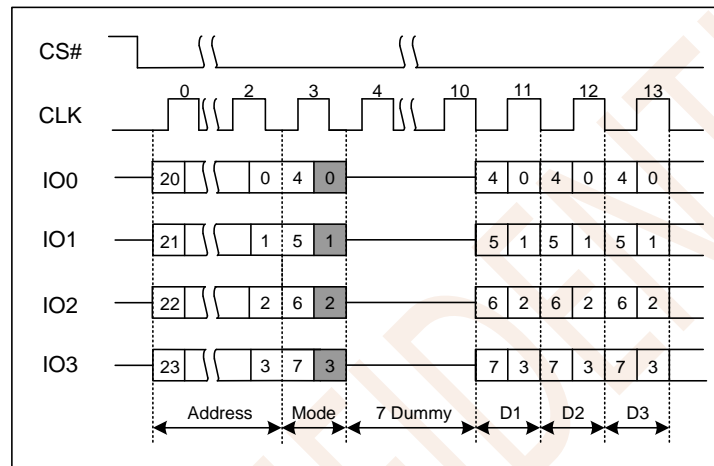 CS#
0 2 3 4 10 11 12 13
CLK
IO0 20 0 4 0 4 0 4 0 4 0
IO1 21 1 5 1 5 1 5 1 5 1
IO2 22 2 6 2 6 2 6 2 6 2
IO3 23 3 7 3 7 3 7 3 7 3
Address Mode 7 Dummy D1 D2 D3